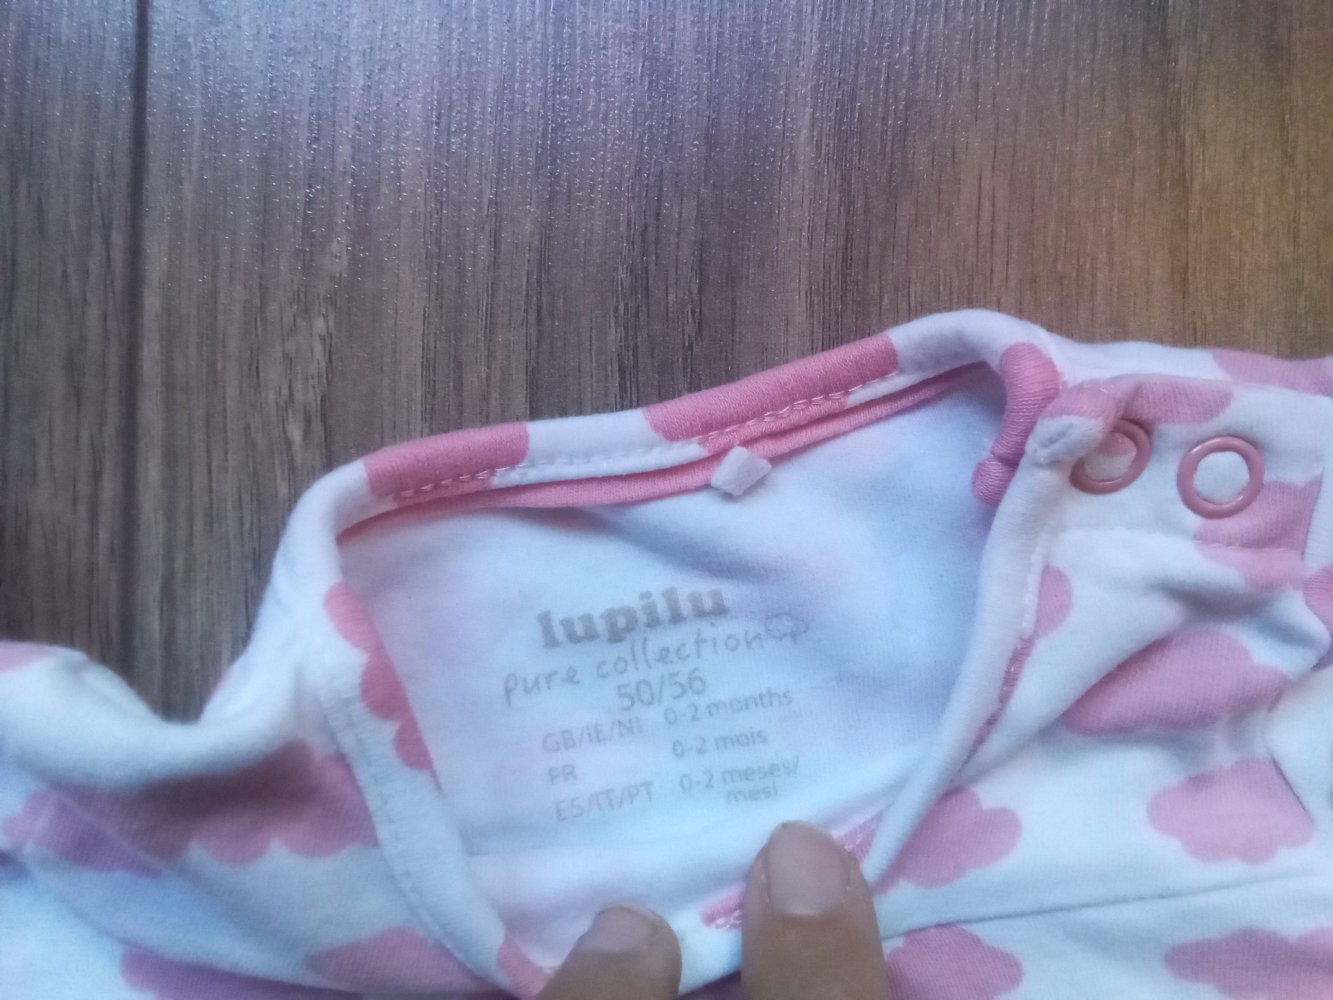 lupilu
pure collection
50/56
GB/IE/NI 0-2 months
FR 0-2 mois
ES/IT/PT 0-2 meses/
mesi